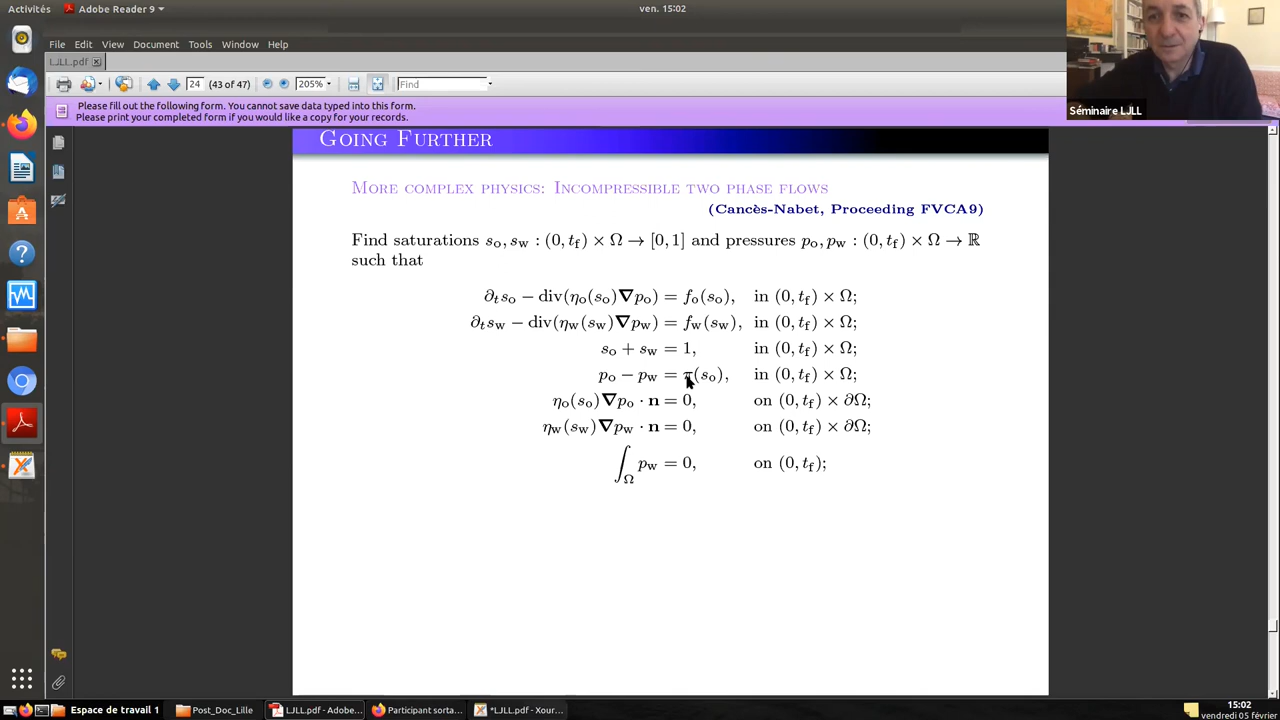 Activités Adobe Reader 9 ven. 15:02
File Edit View Document Tools Window Help
LJLL.pdf
24 (43 of 47) 205% Find
Please fill out the following form. You cannot save data typed into this form.
Please print your completed form if you would like a copy for your records.
Séminaire LJLL
Going Further
More complex physics: Incompressible two phase flows
(Cancès-Nabet, Proceeding FVCA9)
Find saturations s_o, s_w : (0, t_f) × Ω → [0, 1] and pressures p_o, p_w : (0, t_f) × Ω → ℝ
such that
∂_t s_o − div(η_o(s_o)∇p_o) = f_o(s_o), in (0, t_f) × Ω;
∂_t s_w − div(η_w(s_w)∇p_w) = f_w(s_w), in (0, t_f) × Ω;
s_o + s_w = 1, in (0, t_f) × Ω;
p_o − p_w = π(s_o), in (0, t_f) × Ω;
η_o(s_o)∇p_o · n = 0, on (0, t_f) × ∂Ω;
η_w(s_w)∇p_w · n = 0, on (0, t_f) × ∂Ω;
∫_Ω p_w = 0, on (0, t_f);
Espace de travail 1 Post_Doc_Lille LJLL.pdf - Adobe... Participant sorta... *LJLL.pdf - Xour... 15:02
vendredi 05 février